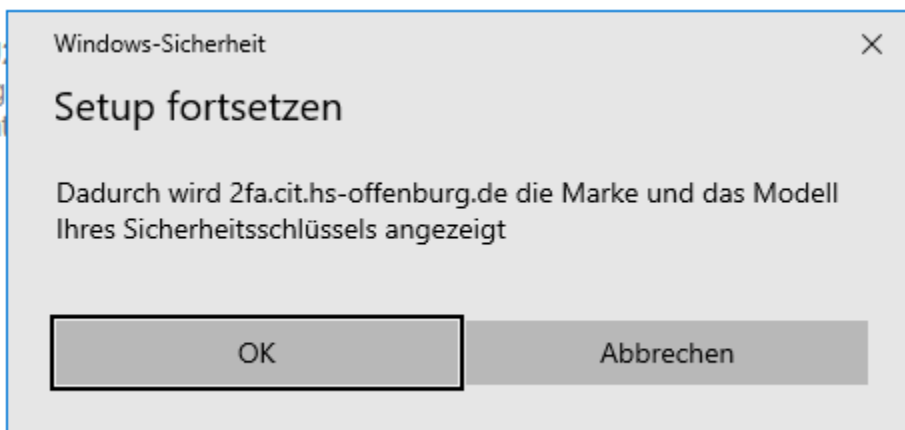 Windows-Sicherheit
Setup fortsetzen
Dadurch wird 2fa.cit.hs-offenburg.de die Marke und das Modell
Ihres Sicherheitsschlüssels angezeigt
OK
Abbrechen